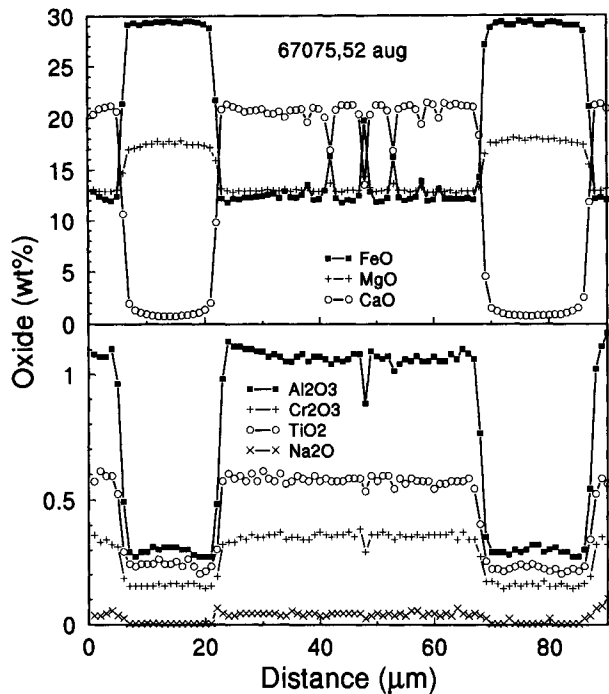 30
25
20
15
10
5
0
67075,52 aug
FeO
MgO
CaO
Oxide (wt%)
1
0.5
0
Al2O3
Cr2O3
TiO2
Na2O
0 20 40 60 80
Distance (μm)